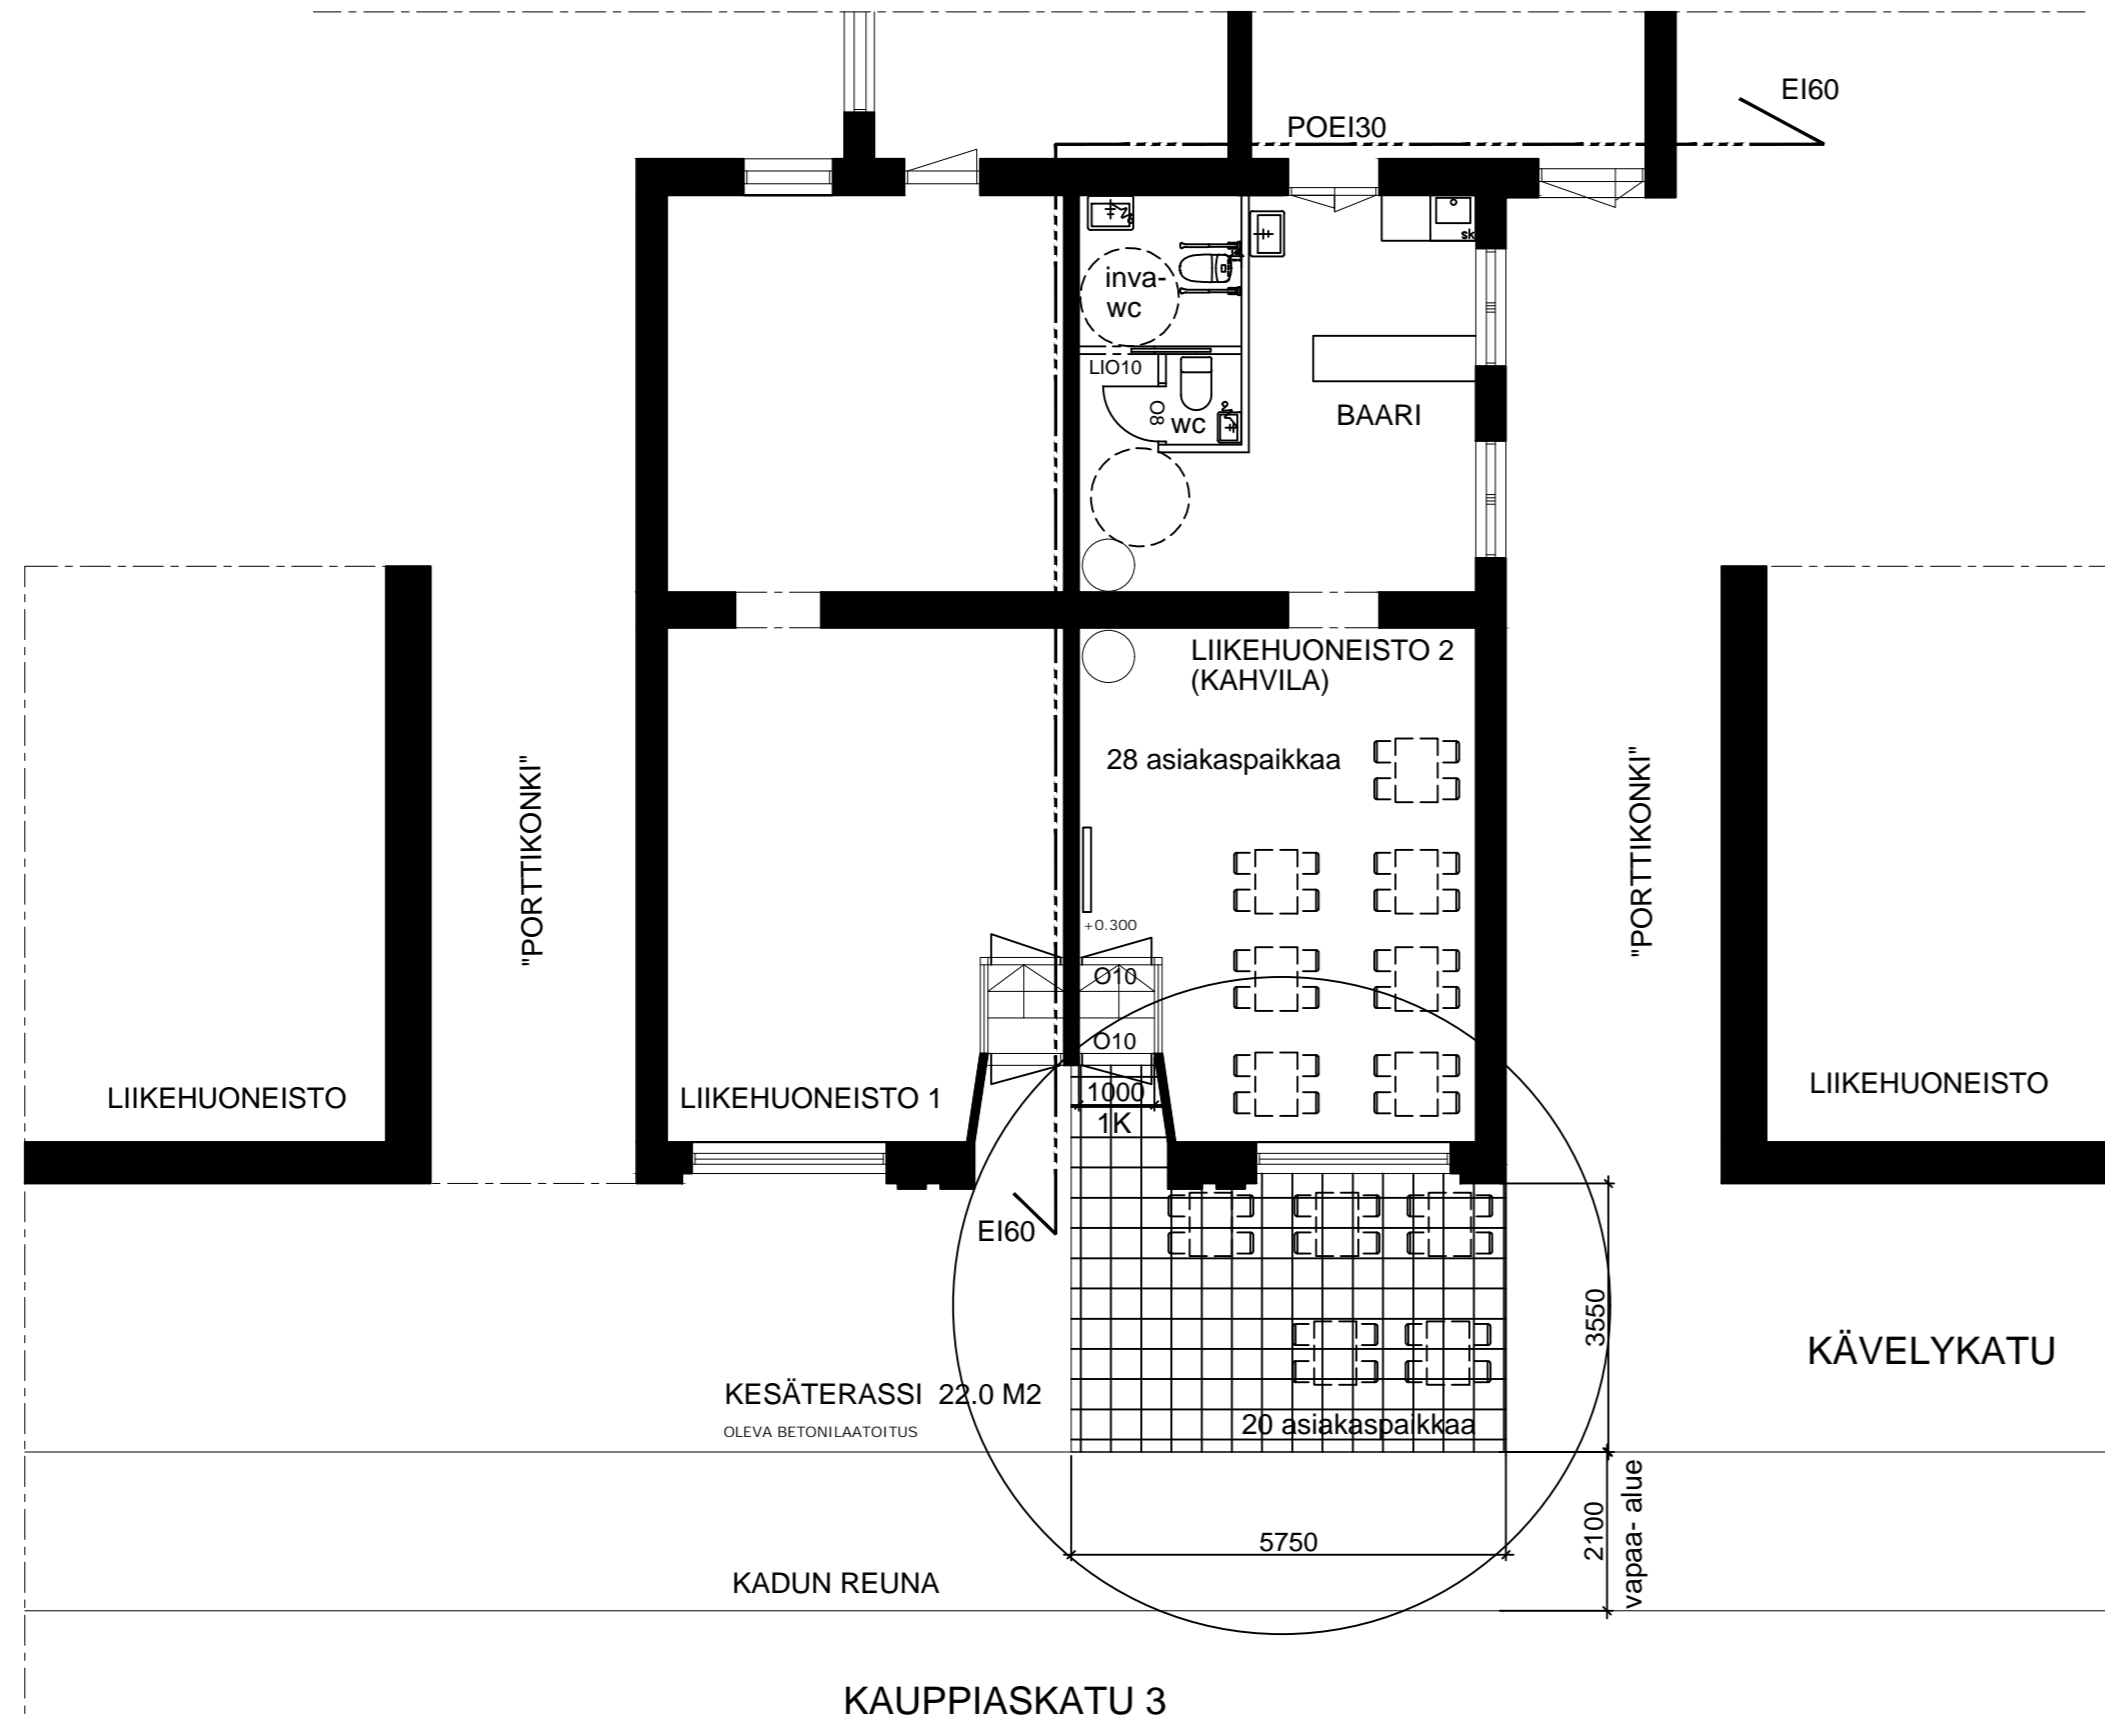 EI60
POEI30
inva-
wc
sk
LIO10
O8
wc
BAARI
LIIKEHUONEISTO 2
(KAHVILA)
28 asiakaspaikkaa
"PORTTIKONKI"
"PORTTIKONKI"
+0.300
O10
O10
1000
1K
LIIKEHUONEISTO
LIIKEHUONEISTO 1
LIIKEHUONEISTO
EI60
3550
KÄVELYKATU
KESÄTERASSI 22.0 M2
OLEVA BETONILAATOITUS
20 asiakaspaikkaa
2100
vapaa- alue
5750
KADUN REUNA
KAUPPIASKATU 3